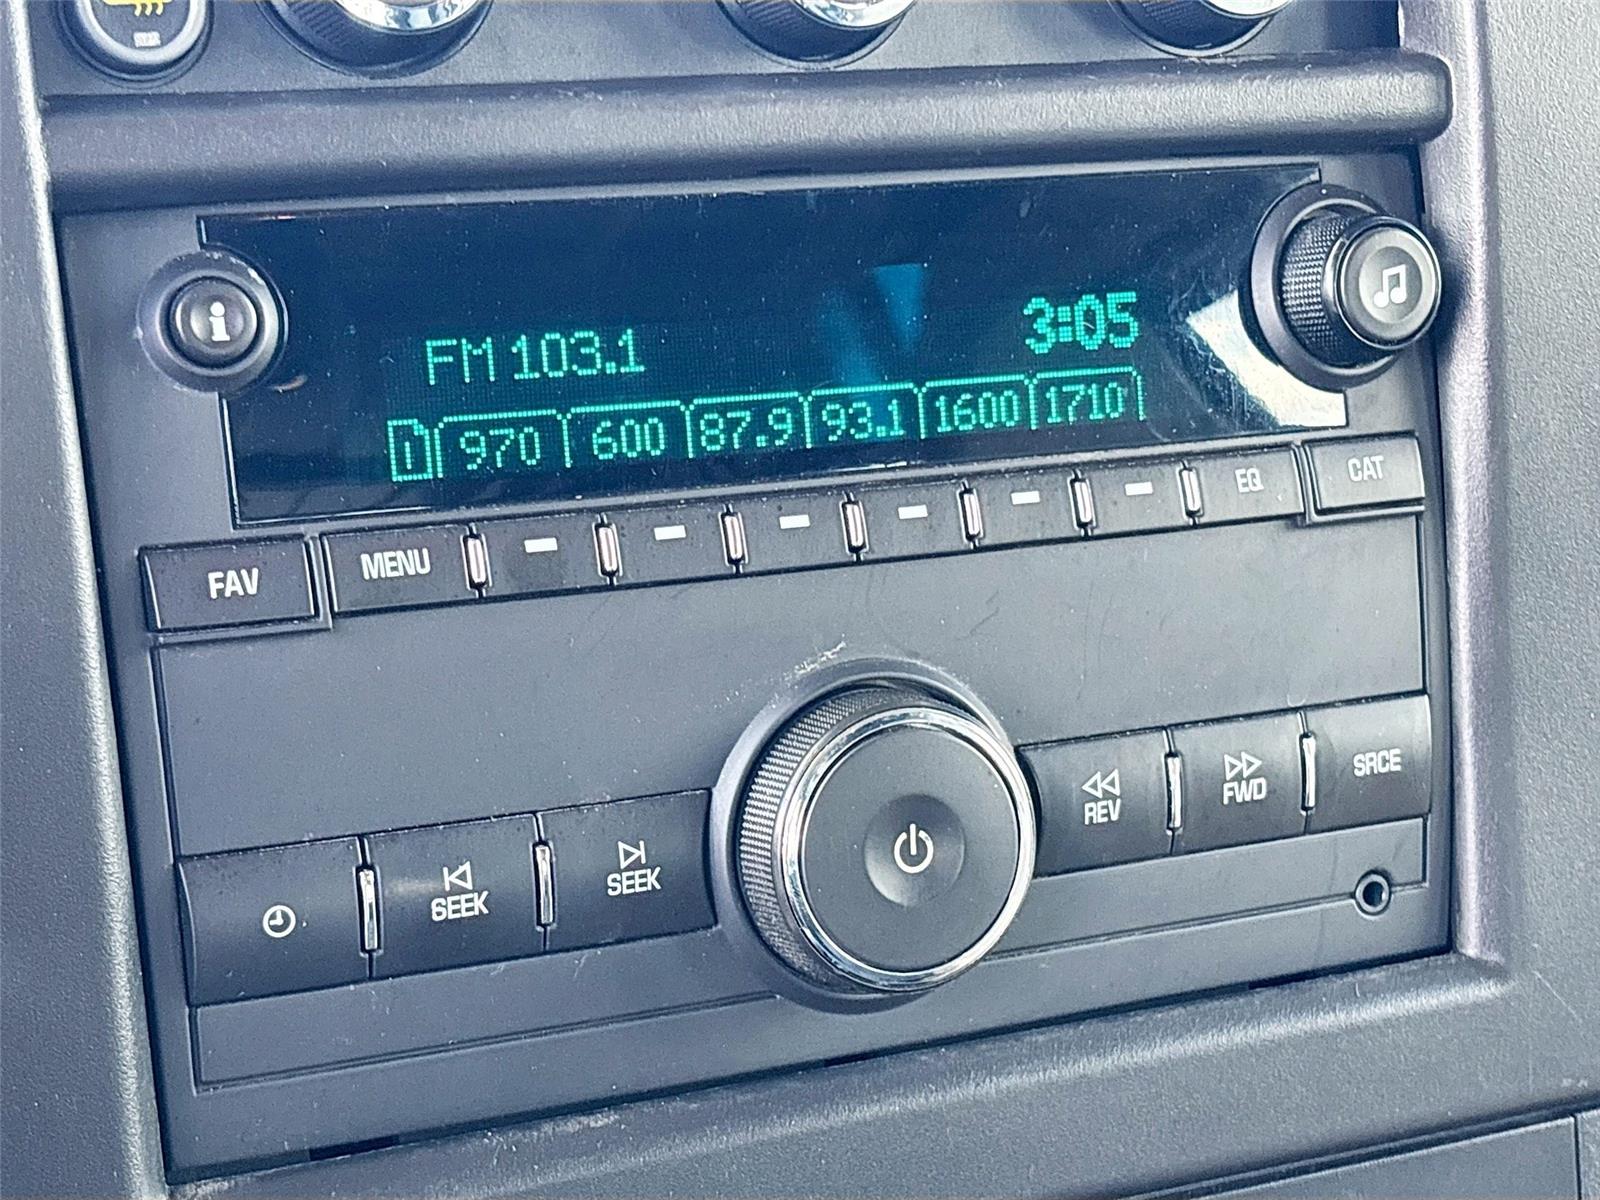 REAR
i
FM 103.1
3:05
1 970 600 87.9 93.1 1600 1710
FAV MENU EQ CAT
SEEK SEEK REV FWD SRCE